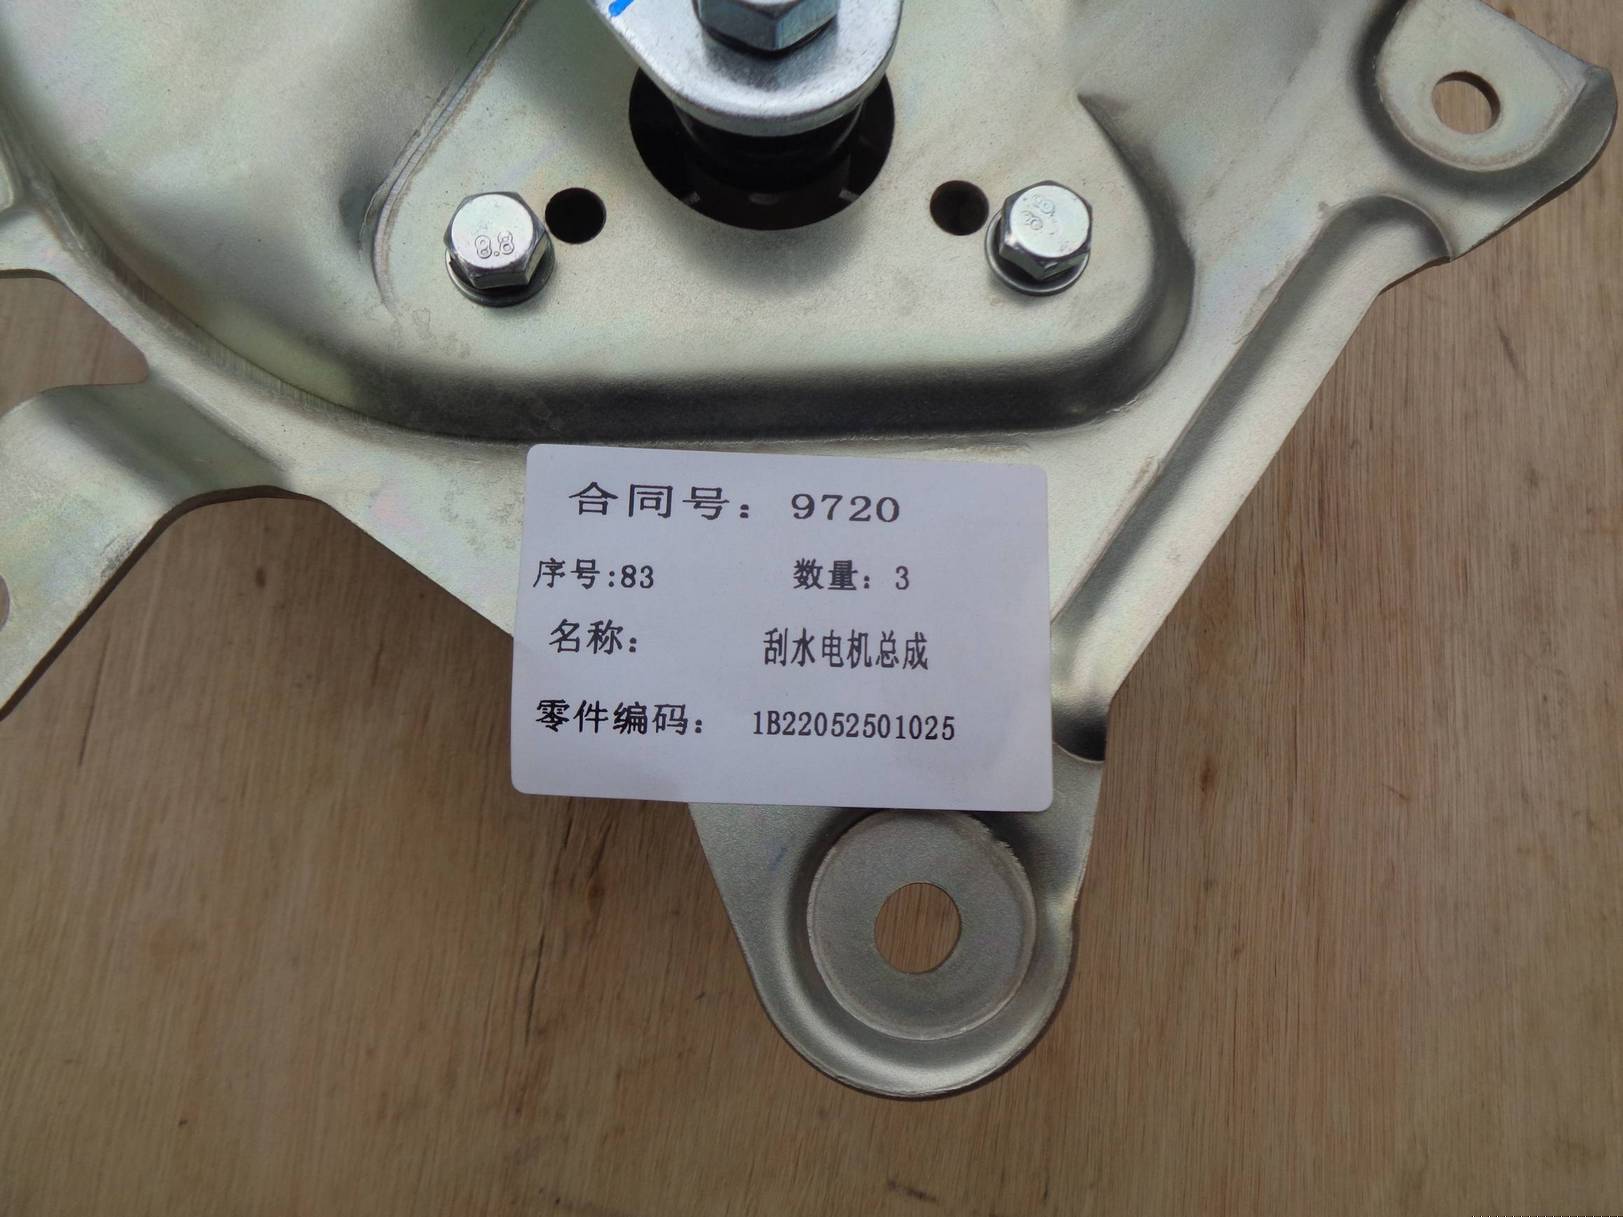 8.8
8.8
合同号：9720
序号:83 数量：3
名称： 刮水电机总成
零件编码： 1B22052501025